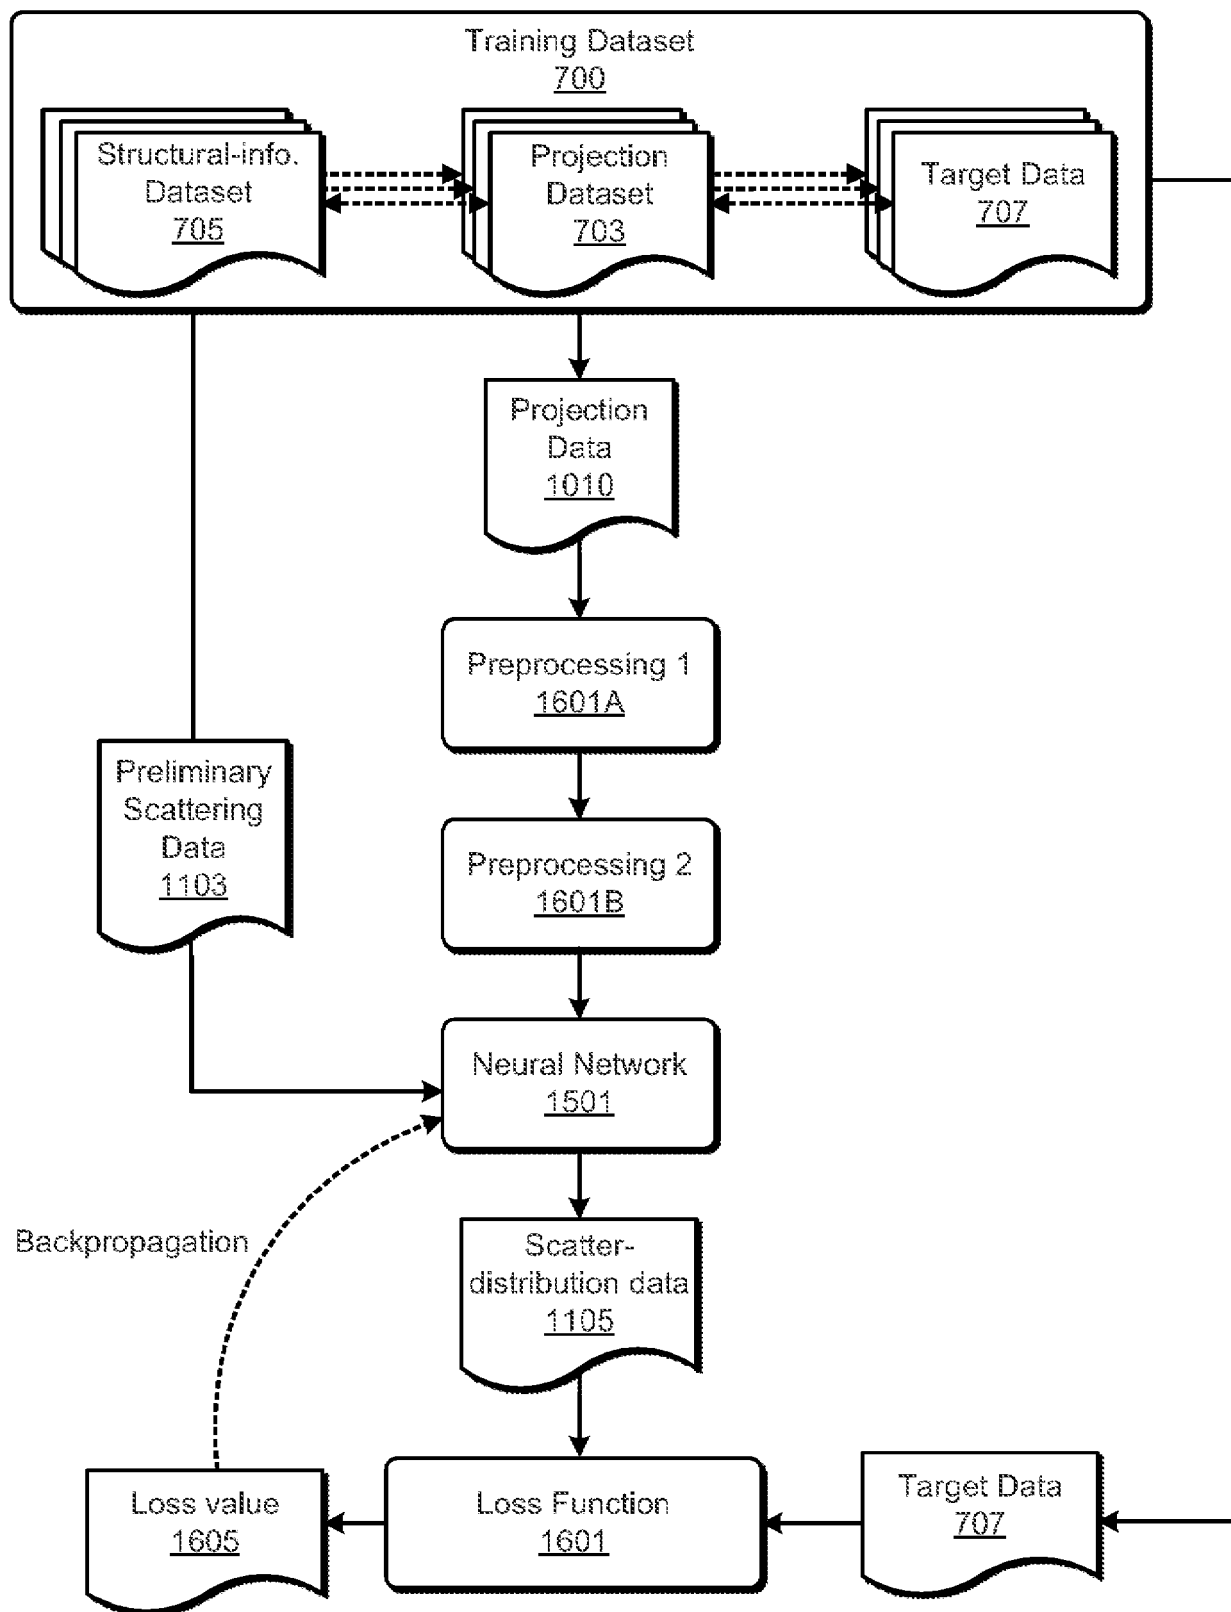 Training Dataset
700
Structural-info.
Dataset
705
Projection
Dataset
703
Target Data
707
Projection
Data
1010
Preprocessing 1
1601A
Preliminary
Scattering
Data
1103
Preprocessing 2
1601B
Neural Network
1501
Backpropagation
Scatter-
distribution data
1105
Loss value
1605
Loss Function
1601
Target Data
707